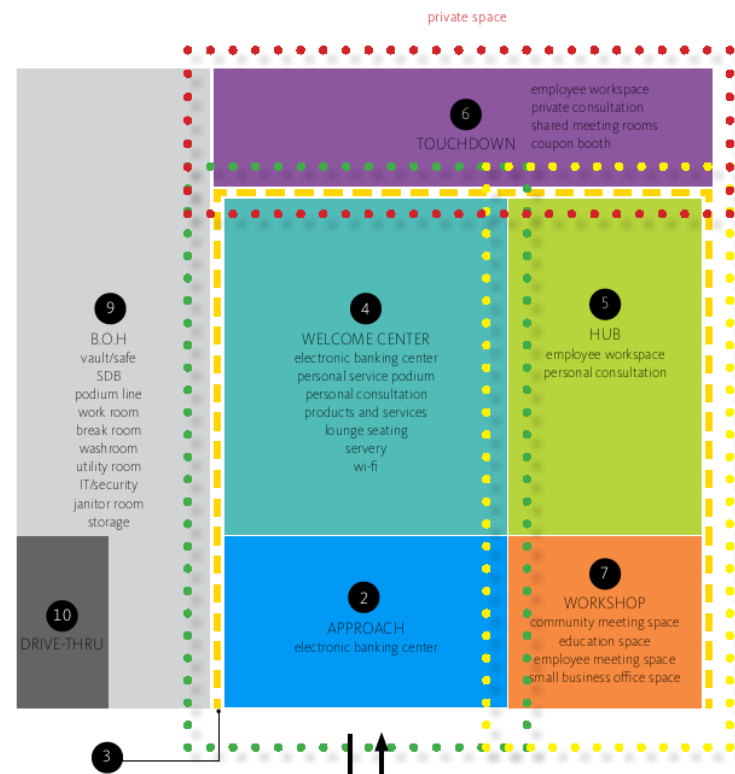 private space
employee workspace
private consultation
shared meeting rooms
coupon booth
6
TOUCHDOWN
9
B.O.H
vault/safe
SDB
podium line
work room
break room
washroom
utility room
IT/security
janitor room
storage
4
WELCOME CENTER
electronic banking center
personal service podium
personal consultation
products and services
lounge seating
servery
wi-fi
5
HUB
employee workspace
personal consultation
10
DRIVE-THRU
2
APPROACH
electronic banking center
7
WORKSHOP
community meeting space
education space
employee meeting space
small business office space
3